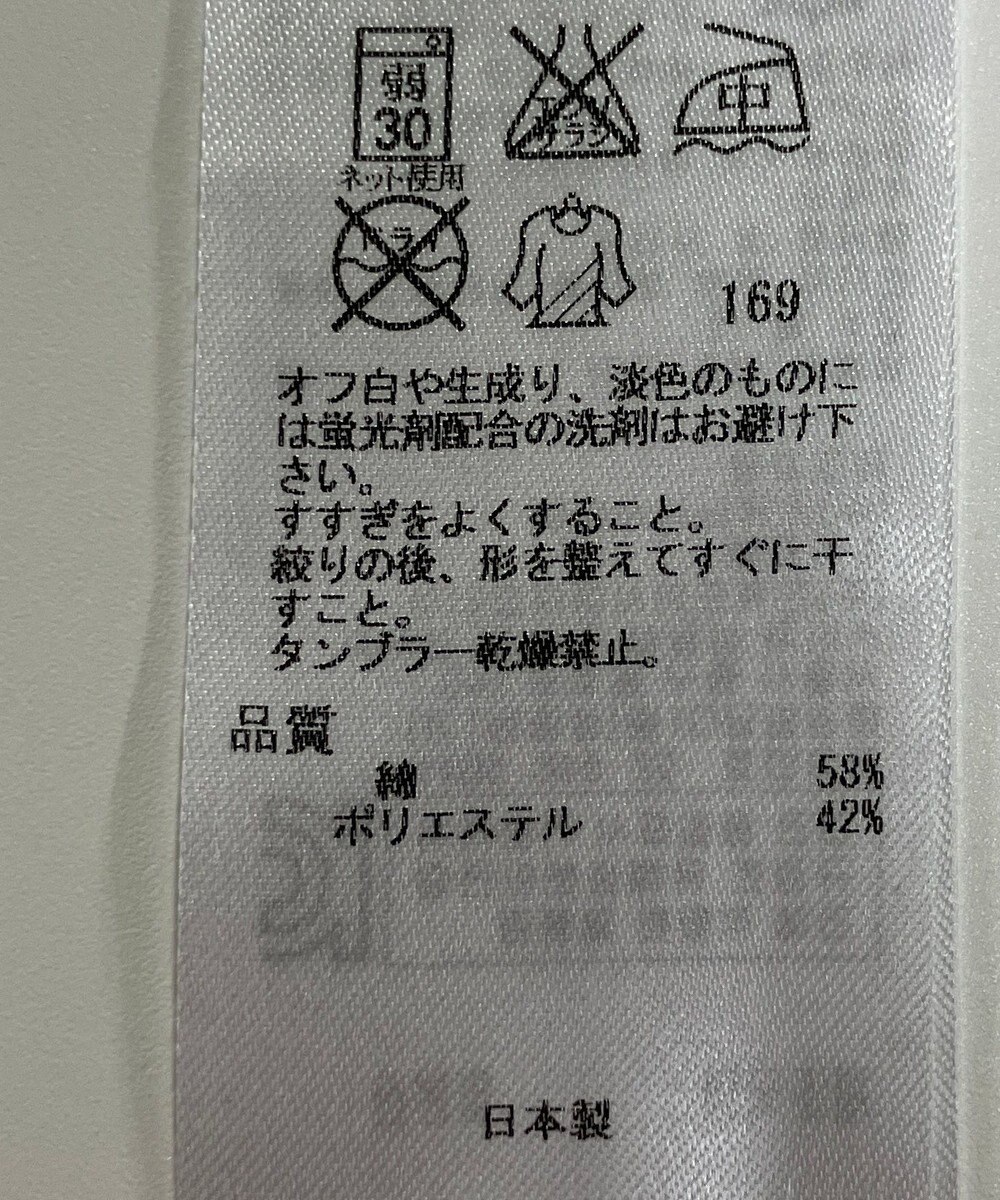 弱
30
ネット使用
エンソ
サラシ
中
ドライ
169
オフ白や生成り、淡色のものに
は蛍光剤配合の洗剤はお避け下
さい。
すすぎをよくすること。
絞りの後、形を整えてすぐに干
すこと。
タンブラー乾燥禁止。
品質
綿 58%
ポリエステル 42%
日本製